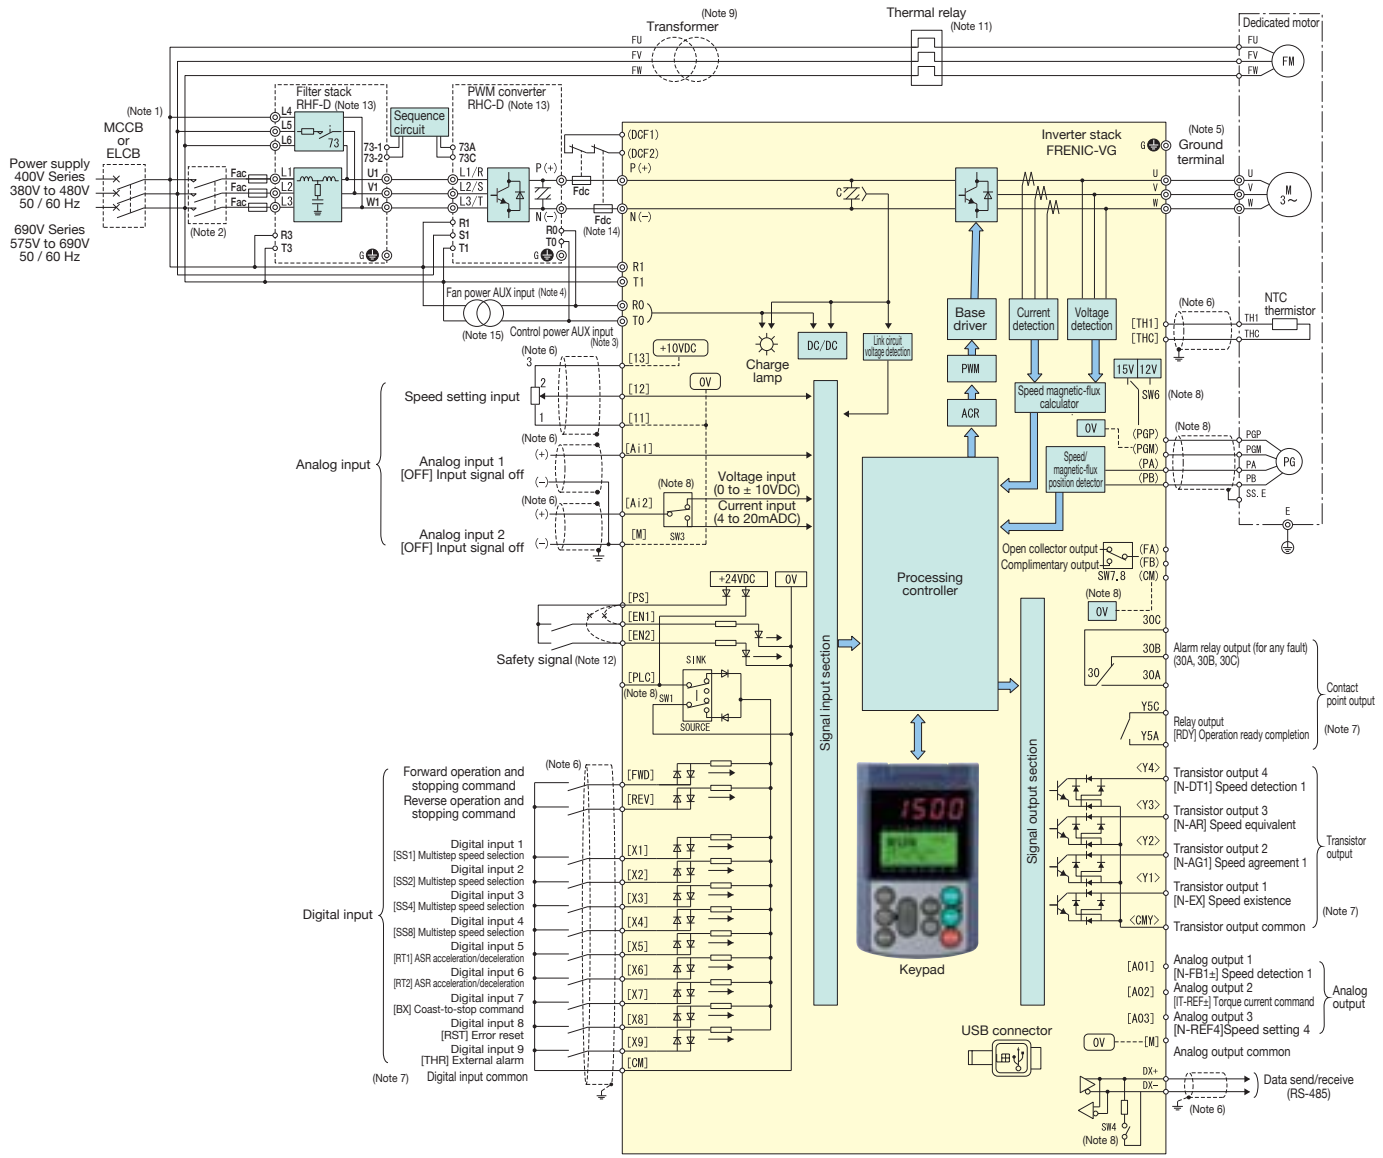 (Note 9)
Transformer
Thermal relay
(Note 11)
Dedicated motor
FU
FV
FW
FU
FV
FW
FM
(Note 1)
MCCB
or
ELCB
Power supply
400V Series
380V to 480V
50 / 60 Hz
690V Series
575V to 690V
50 / 60 Hz
Filter stack
RHF-D (Note 13)
L4
L5
L6
73
Sequence
circuit
73-1
73-2
PWM converter
RHC-D (Note 13)
73A
73C
Fac
Fac
Fac
L1
L2
L3
U1
V1
W1
L1/R
L2/S
L3/T
P(+)
N(-)
Fdc
Fdc
(Note 14)
(Note 2)
R3
T3
G
R1
S1
T1
R0
T0
G
(DCF1)
(DCF2)
P(+)
N(-)
Inverter stack
FRENIC-VG
G
(Note 5)
Ground
terminal
C
U
V
W
U
V
W
M
3~
R1
T1
Fan power AUX input (Note 4)
R0
T0
(Note 15)
Control power AUX input
(Note 3)
Charge
lamp
DC/DC
Link circuit
voltage detection
Base
driver
PWM
ACR
Current
detection
Voltage
detection
Speed magnetic-flux
calculator
Speed/
magnetic-flux
position detector
[TH1]
[THC]
(Note 6)
NTC
thermistor
TH1
THC
15V
12V
SW6
(Note 8)
0V
(PGP)
(PGM)
(PA)
(PB)
(Note 8)
PGP
PGM
PA
PB
SS.E
PG
E
(Note 6)
3
2
1
[13]
+10VDC
0V
Speed setting input
[12]
[11]
Analog input
(Note 6)
Analog input 1
[OFF] Input signal off
(+)
(-)
[Ai1]
(Note 6)
Analog input 2
[OFF] Input signal off
(+)
(-)
[Ai2]
[M]
(Note 8)
SW3
Voltage input
(0 to ± 10VDC)
Current input
(4 to 20mADC)
Processing
controller
Signal input section
Signal output section
Open collector output
Complimentary output
SW7.8
(Note 8)
0V
(FA)
(FB)
(CM)
+24VDC
0V
[PS]
[EN1]
[EN2]
Safety signal (Note 12)
[PLC]
(Note 8)
SW1
SINK
SOURCE
30C
30B
30
30A
Alarm relay output (for any fault)
(30A, 30B, 30C)
Y5C
Y5A
Relay output
[RDY] Operation ready completion
Contact
point output
(Note 7)
Digital input
(Note 7)
(Note 6)
Forward operation and
stopping command
[FWD]
Reverse operation and
stopping command
[REV]
Digital input 1
[SS1] Multistep speed selection
[X1]
Digital input 2
[SS2] Multistep speed selection
[X2]
Digital input 3
[SS4] Multistep speed selection
[X3]
Digital input 4
[SS8] Multistep speed selection
[X4]
Digital input 5
[RT1] ASR acceleration/deceleration
[X5]
Digital input 6
[RT2] ASR acceleration/deceleration
[X6]
Digital input 7
[BX] Coast-to-stop command
[X7]
Digital input 8
[RST] Error reset
[X8]
Digital input 9
[THR] External alarm
[X9]
Digital input common
[CM]
1500
Keypad
USB connector
<Y4>
Transistor output 4
[N-DT1] Speed detection 1
<Y3>
Transistor output 3
[N-AR] Speed equivalent
<Y2>
Transistor output 2
[N-AG1] Speed agreement 1
<Y1>
Transistor output 1
[N-EX] Speed existence
<CMY>
Transistor output common
Transistor
output
(Note 7)
[A01]
Analog output 1
[N-FB1±] Speed detection 1
[A02]
Analog output 2
[IT-REF±] Torque current command
[A03]
Analog output 3
[N-REF4]Speed setting 4
0V
[M]
Analog output common
Analog
output
DX+
DX-
SW4
(Note 8)
(Note 6)
Data send/receive
(RS-485)